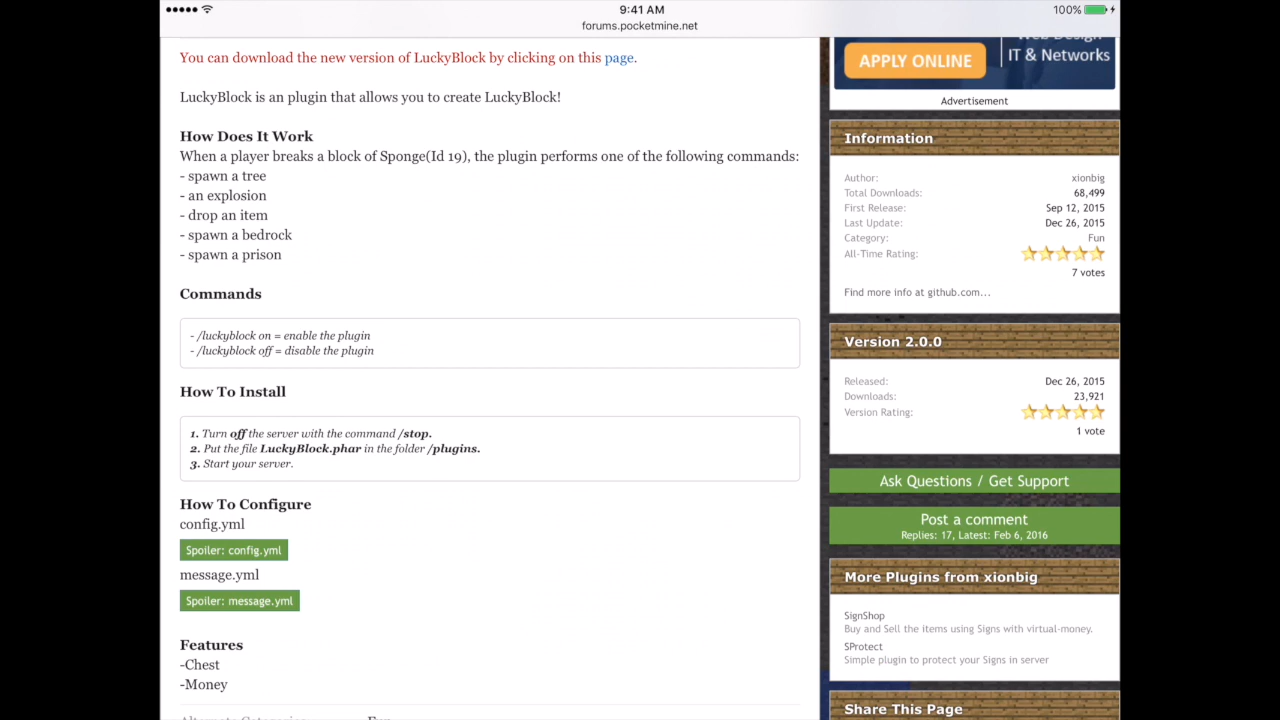 9:41 AM
100%
forums.pocketmine.net
You can download the new version of LuckyBlock by clicking on this page.
LuckyBlock is an plugin that allows you to create LuckyBlock!
How Does It Work
When a player breaks a block of Sponge(Id 19), the plugin performs one of the following commands:
- spawn a tree
- an explosion
- drop an item
- spawn a bedrock
- spawn a prison
Commands
- /luckyblock on = enable the plugin
- /luckyblock off = disable the plugin
How To Install
1. Turn off the server with the command /stop.
2. Put the file LuckyBlock.phar in the folder /plugins.
3. Start your server.
How To Configure
config.yml
Spoiler: config.yml
message.yml
Spoiler: message.yml
Features
-Chest
-Money
Alternate Categories: Fun
Web Design
APPLY ONLINE
IT & Networks
Advertisement
Information
Author: xionbig
Total Downloads: 68,499
First Release: Sep 12, 2015
Last Update: Dec 26, 2015
Category: Fun
All-Time Rating:
7 votes
Find more info at github.com...
Version 2.0.0
Released: Dec 26, 2015
Downloads: 23,921
Version Rating:
1 vote
Ask Questions / Get Support
Post a comment
Replies: 17, Latest: Feb 6, 2016
More Plugins from xionbig
SignShop
Buy and Sell the items using Signs with virtual-money.
SProtect
Simple plugin to protect your Signs in server
Share This Page